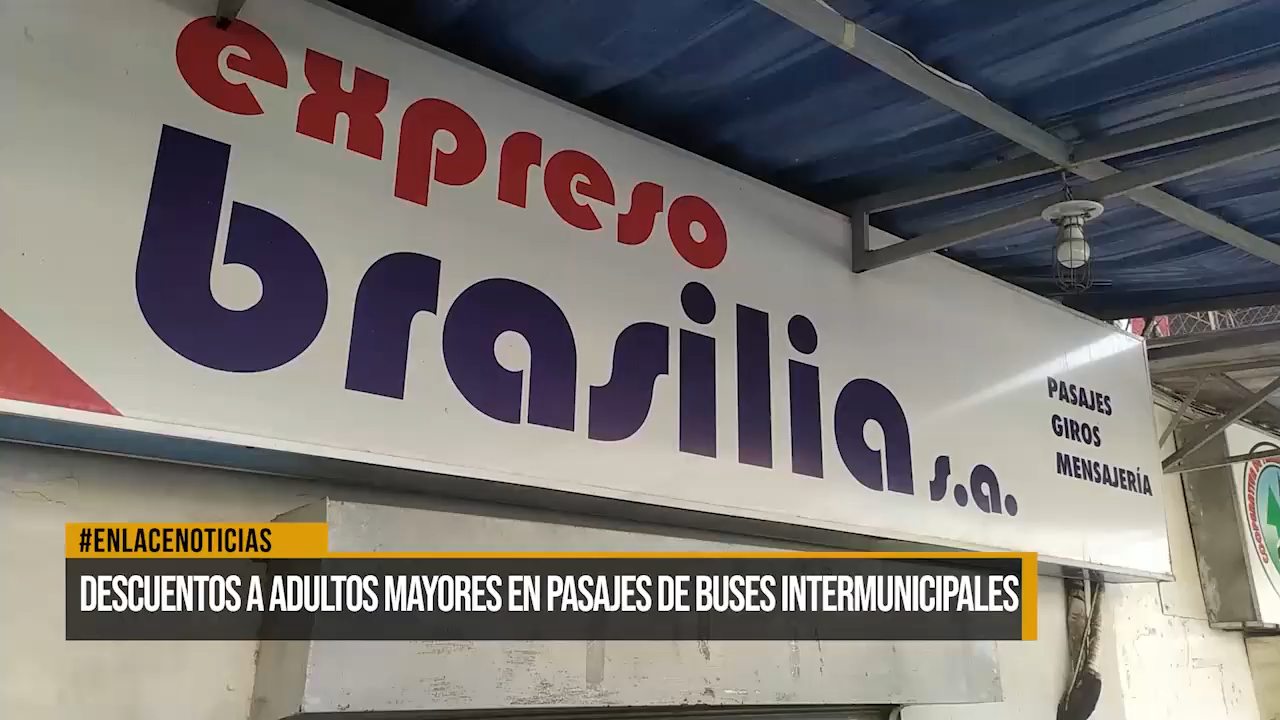 expreso
brasilia s.a.
PASAJES
GIROS
MENSAJERÍA
#ENLACENOTICIAS
DESCUENTOS A ADULTOS MAYORES EN PASAJES DE BUSES INTERMUNICIPALES